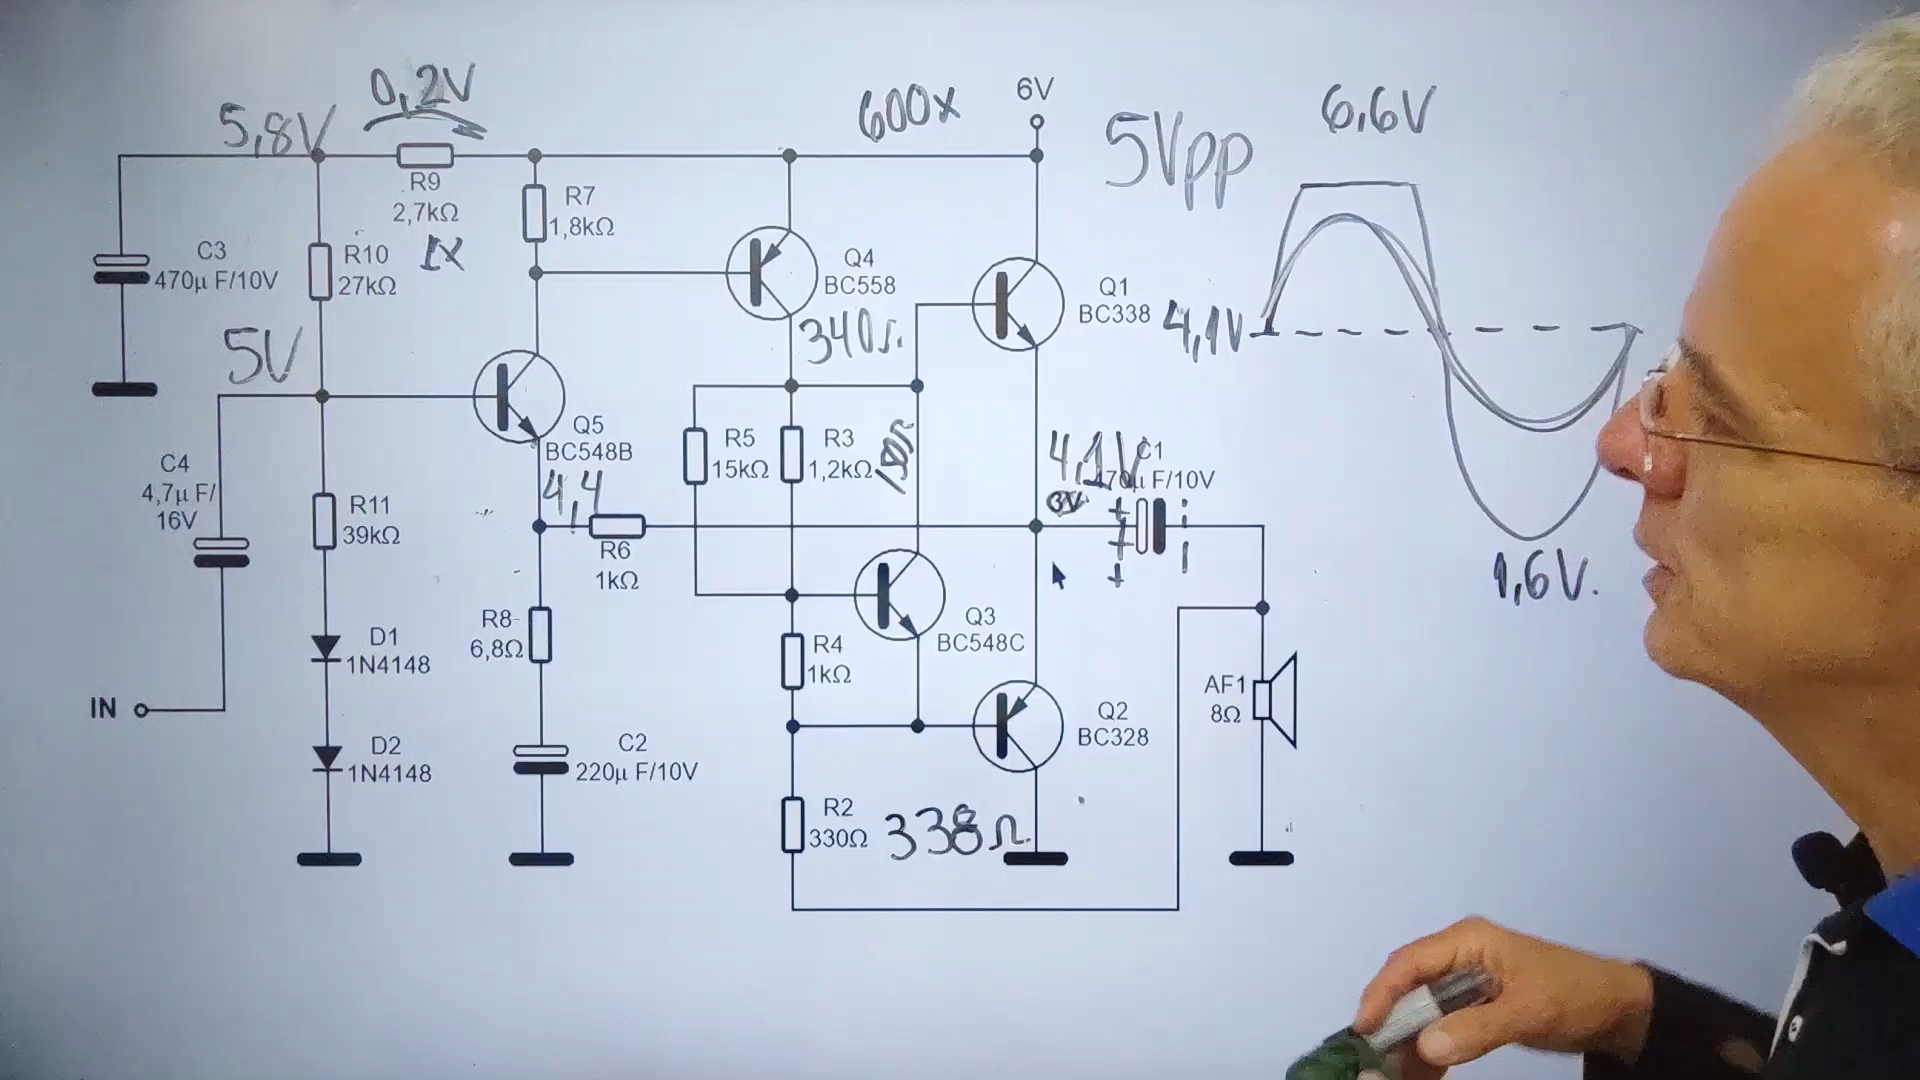 0,2V
5,8V
600x
6V
5Vpp
6,6V
R9
2,7kΩ
1x
R7
1,8kΩ
C3
470µ F/10V
R10
27kΩ
Q4
BC558
Q1
BC338
4,1V
340Ω
5V
Q5
BC548B
R5
15kΩ
R3
1,2kΩ
4,1V
C1
470µ F/10V
3V
C4
4,7µ F/
16V
4,4
R11
39kΩ
R6
1kΩ
1,6V.
R8
6,8Ω
Q3
BC548C
D1
1N4148
R4
1kΩ
IN
AF1
8Ω
Q2
BC328
D2
1N4148
C2
220µ F/10V
R2
330Ω
338Ω